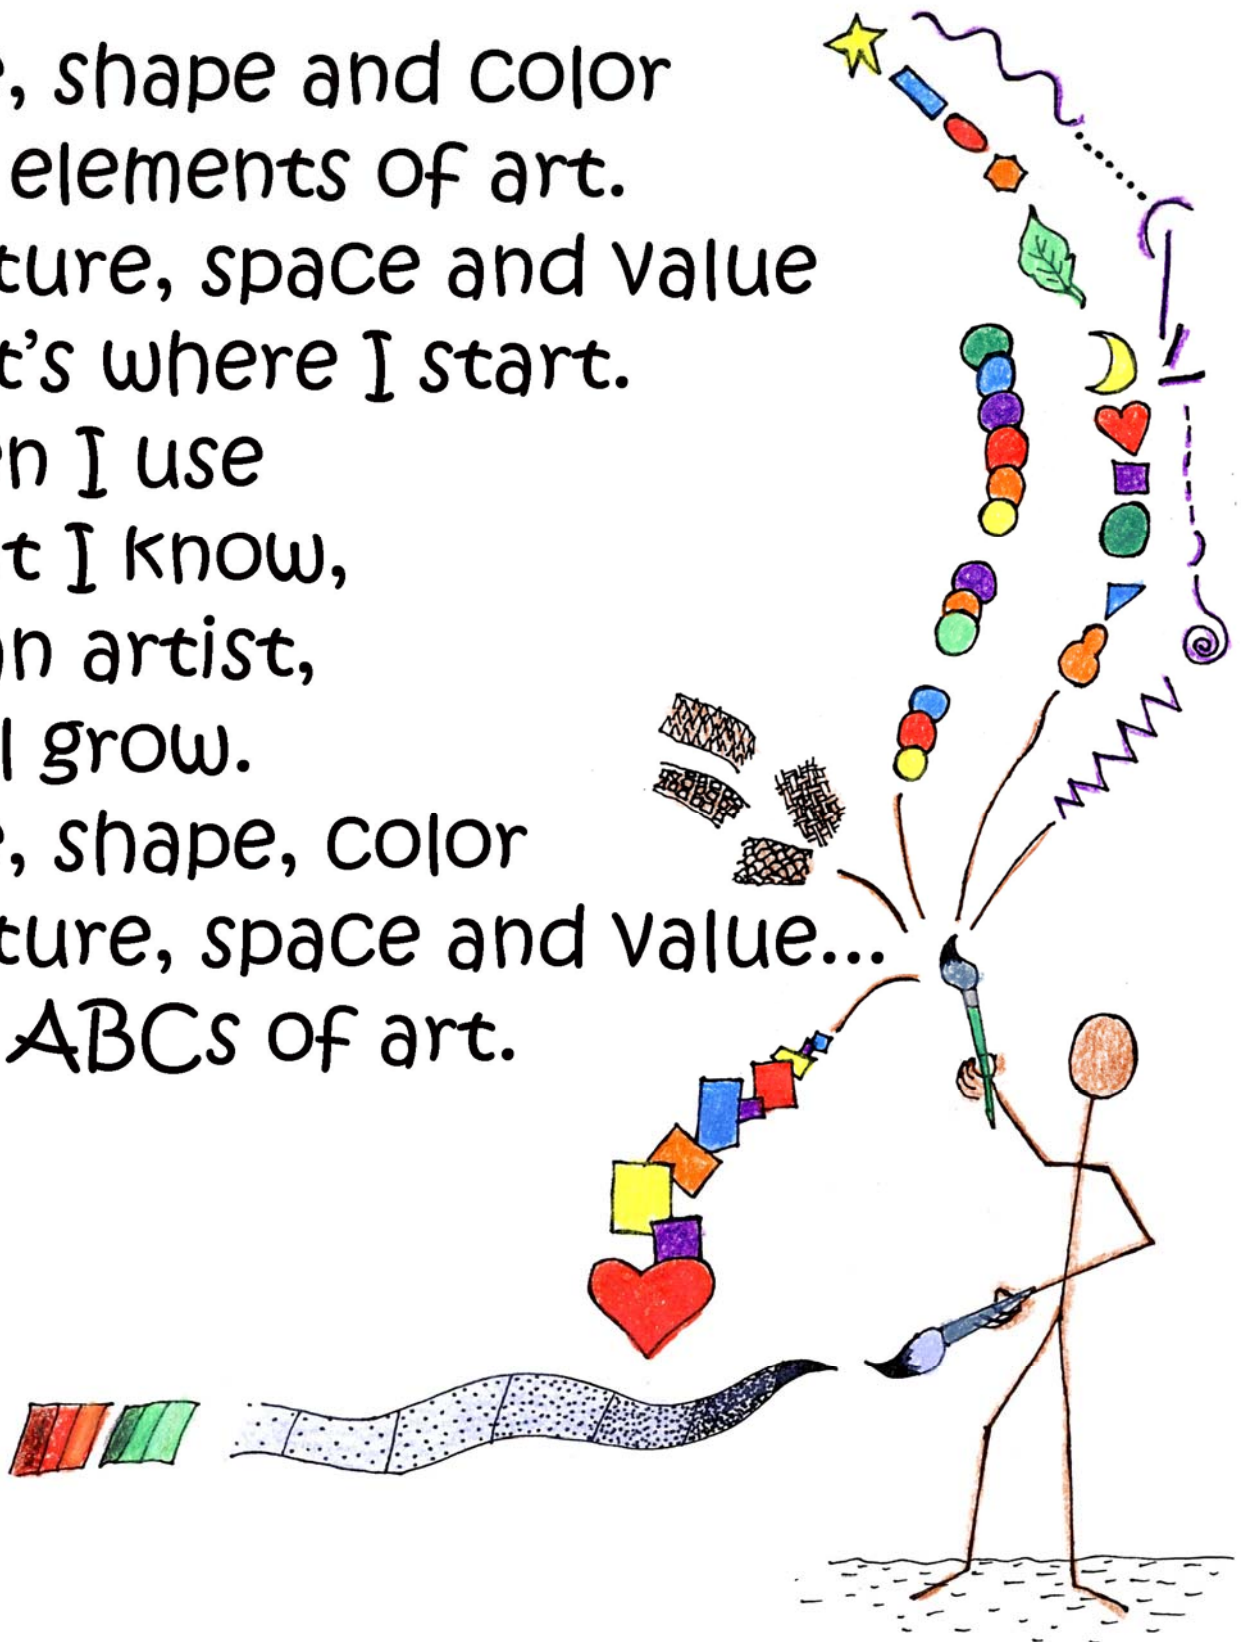 , shape and color
elements of art.
ture, space and value
t's where I start.
n I use
t I know,
n artist,
l grow.
, shape, color
ture, space and value...
ABCs of art.